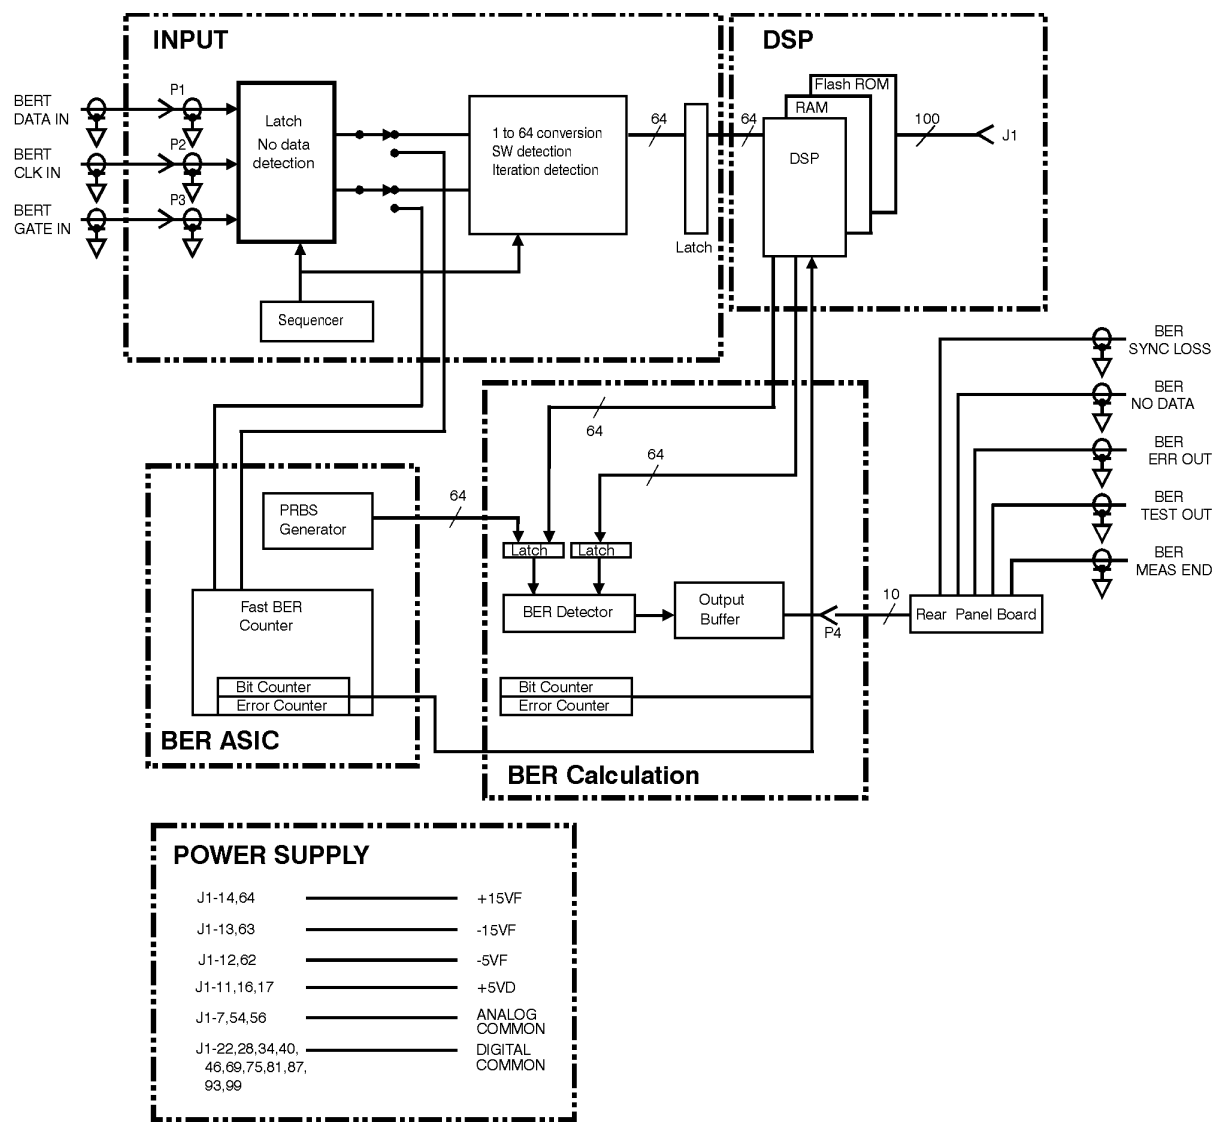 INPUT
DSP
BERT
DATA IN
P1
BERT
CLK IN
P2
BERT
GATE IN
P3
Latch
No data
detection
1 to 64 conversion
SW detection
Iteration detection
64
Latch
64
Flash ROM
RAM
DSP
100
J1
Sequencer
BER
SYNC LOSS
BER
NO DATA
BER
ERR OUT
BER
TEST OUT
BER
MEAS END
64
64
PRBS
Generator
64
Latch
Latch
BER Detector
Output
Buffer
P4
10
Rear Panel Board
Fast BER
Counter
Bit Counter
Error Counter
Bit Counter
Error Counter
BER ASIC
BER Calculation
POWER SUPPLY
J1-14,64
+15VF
J1-13,63
-15VF
J1-12,62
-5VF
J1-11,16,17
+5VD
J1-7,54,56
ANALOG
COMMON
J1-22,28,34,40,
46,69,75,81,87,
93,99
DIGITAL
COMMON